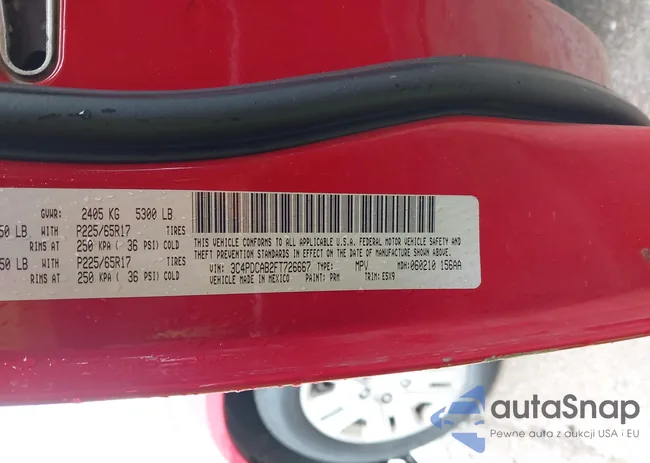 GVWR: 2405 KG 5300 LB
50 LB WITH P225/65R17 TIRES
RIMS AT 250 KPA ( 36 PSI) COLD
50 LB WITH P225/65R17 TIRES
RIMS AT 250 KPA ( 36 PSI) COLD
THIS VEHICLE CONFORMS TO ALL APPLICABLE U.S.A. FEDERAL MOTOR VEHICLE SAFETY AND
THEFT PREVENTION STANDARDS IN EFFECT ON THE DATE OF MANUFACTURE SHOWN ABOVE.
VIN: 3C4PDCAB2FT726667 TYPE: MPV MDH: 060210 156AA
VEHICLE MADE IN MEXICO PAINT: PRM TRIM: E5X9
autaSnap
Pewne auta z aukcji USA i EU